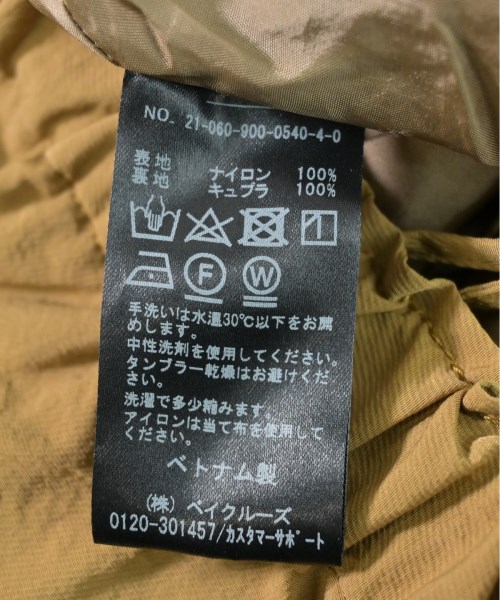 NO. 21-060-900-0540-4-0
表地 ナイロン 100%
裏地 キュプラ 100%
F W
手洗いは水温30℃以下をお薦
めします。
中性洗剤を使用してください。
タンブラー乾燥はお避けくだ
さい。
洗濯で多少縮みます。
アイロンは当て布を使用して
ください。
ベトナム製
(株) ベイクルーズ
0120-301457/カスタマーサポート